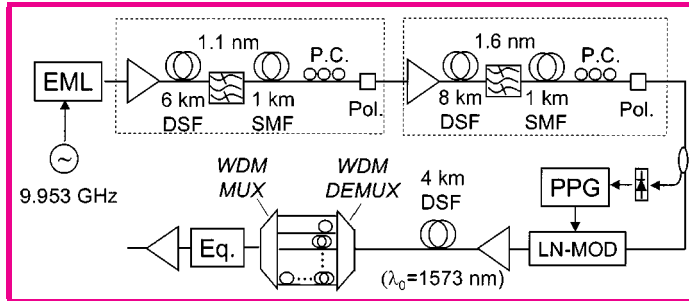 1.1 nm
P.C.
EML
6 km
DSF
1 km
SMF
Pol.
1.6 nm
P.C.
8 km
DSF
1 km
SMF
Pol.
~
9.953 GHz
WDM
MUX
WDM
DEMUX
4 km
DSF
PPG
Eq.
(λ₀=1573 nm)
LN-MOD